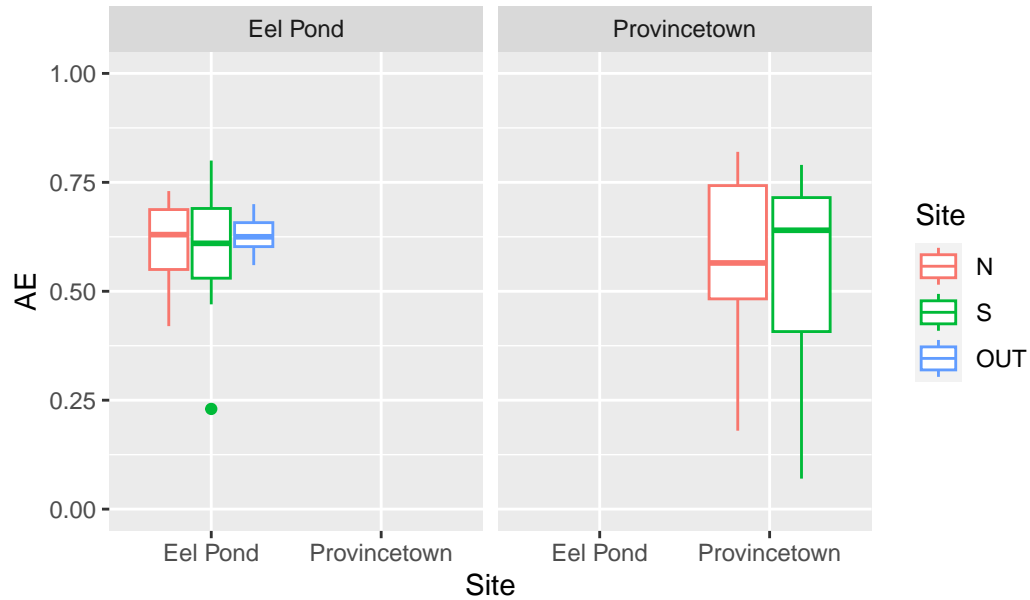 Eel Pond
Provincetown
1.00
0.75
0.50
0.25
0.00
AE
Eel Pond
Provincetown
Eel Pond
Provincetown
Site
Site
N
S
OUT